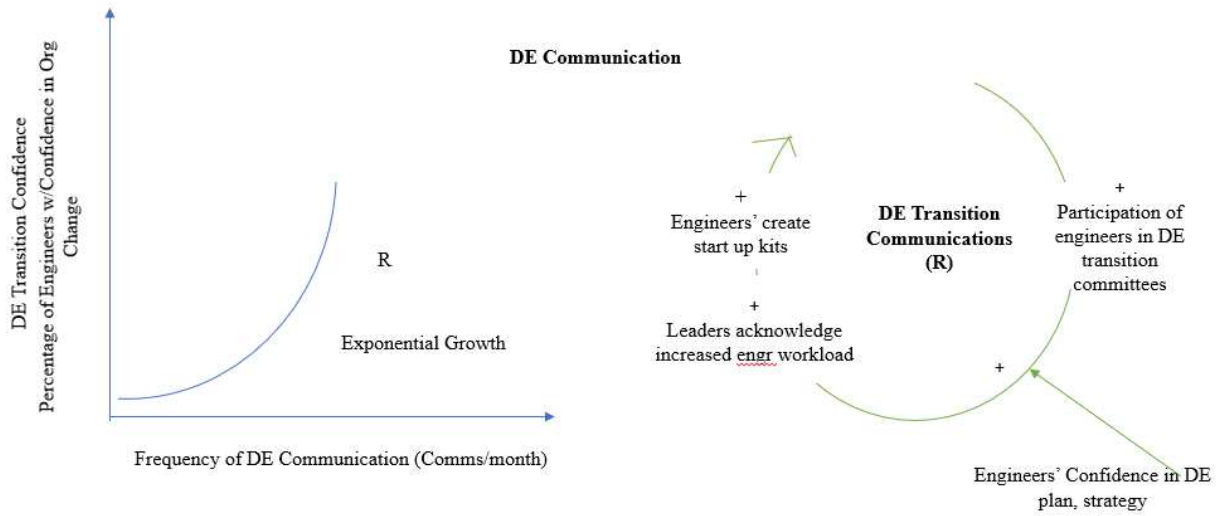 DE Transition Confidence
Percentage of Engineers w/Confidence in Org
Change
R
Exponential Growth
Frequency of DE Communication (Comms/month)
DE Communication
+
Engineers’ create
start up kits
+
Leaders acknowledge
increased engr workload
DE Transition
Communications
(R)
+
Participation of
engineers in DE
transition
committees
+
Engineers’ Confidence in DE
plan, strategy